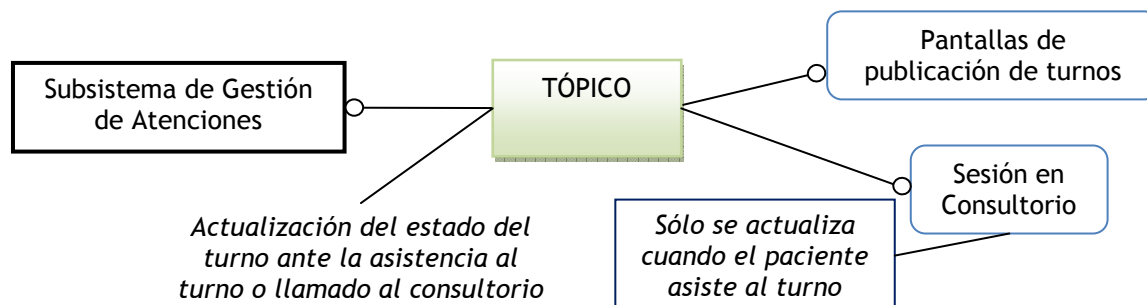 Subsistema de Gestión
de Atenciones
TÓPICO
Pantallas de
publicación de turnos
Sesión en
Consultorio
Actualización del estado del
turno ante la asistencia al
turno o llamado al consultorio
Sólo se actualiza
cuando el paciente
asiste al turno